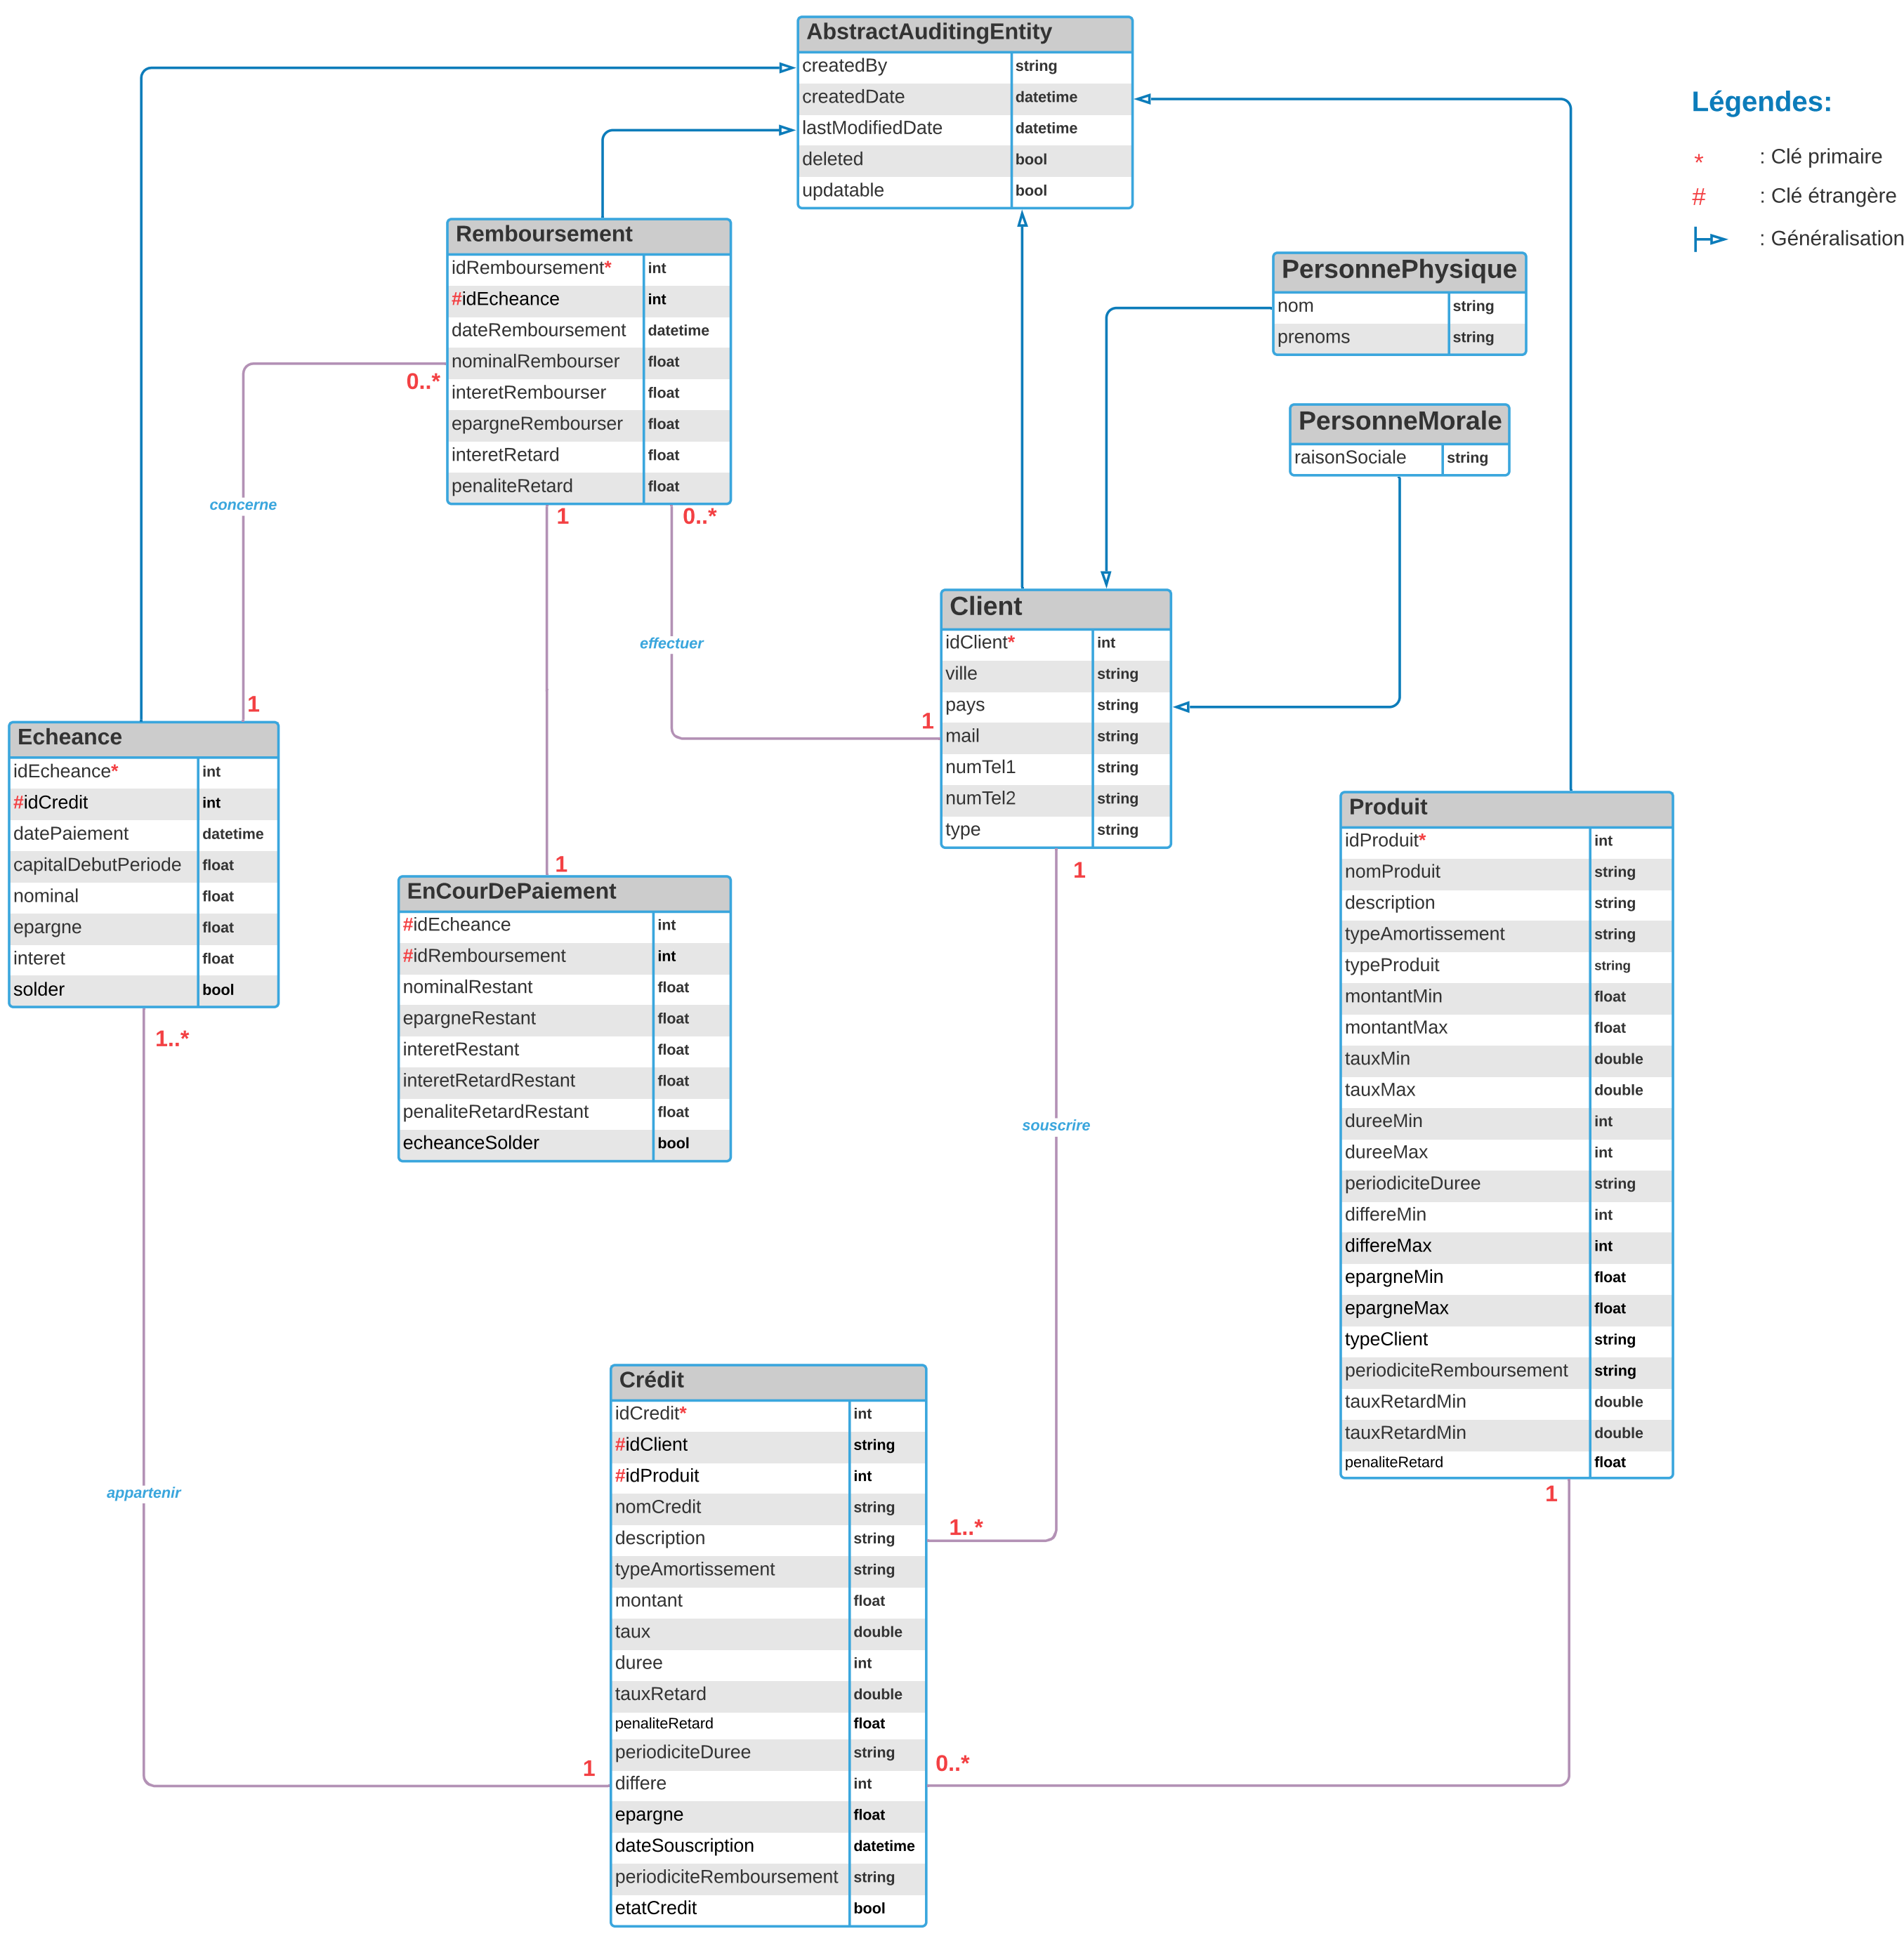 AbstractAuditingEntity
createdBy string
createdDate datetime
lastModifiedDate datetime
deleted bool
updatable bool
Légendes:
* : Clé primaire
# : Clé étrangère
: Généralisation
Remboursement
idRemboursement* int
#idEcheance int
dateRemboursement datetime
nominalRembourser float
interetRembourser float
epargneRembourser float
interetRetard float
penaliteRetard float
PersonnePhysique
nom string
prenoms string
PersonneMorale
raisonSociale string
0..*
concerne
1
1
0..*
effectuer
1
1
Client
idClient* int
ville string
pays string
mail string
numTel1 string
numTel2 string
type string
Echeance
idEcheance* int
#idCredit int
datePaiement datetime
capitalDebutPeriode float
nominal float
epargne float
interet float
solder bool
EnCourDePaiement
#idEcheance int
#idRemboursement int
nominalRestant float
epargneRestant float
interetRestant float
interetRetardRestant float
penaliteRetardRestant float
echeanceSolder bool
Produit
idProduit* int
nomProduit string
description string
typeAmortissement string
typeProduit string
montantMin float
montantMax float
tauxMin double
tauxMax double
dureeMin int
dureeMax int
periodiciteDuree string
differeMin int
differeMax int
epargneMin float
epargneMax float
typeClient string
periodiciteRemboursement string
tauxRetardMin double
tauxRetardMin double
penaliteRetard float
1..*
appartenir
1
1
souscrire
1..*
1
0..*
Crédit
idCredit* int
#idClient string
#idProduit int
nomCredit string
description string
typeAmortissement string
montant float
taux double
duree int
tauxRetard double
penaliteRetard float
periodiciteDuree string
differe int
epargne float
dateSouscription datetime
periodiciteRemboursement string
etatCredit bool